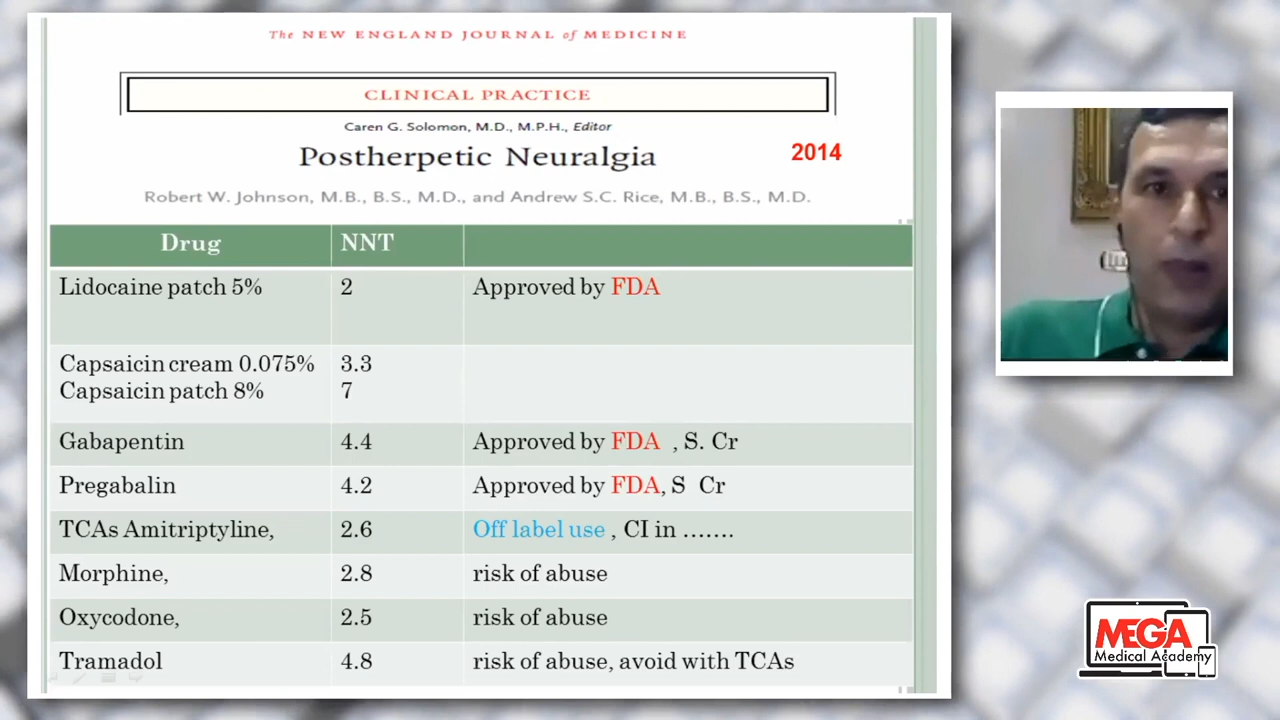 The NEW ENGLAND JOURNAL of MEDICINE
CLINICAL PRACTICE
Caren G. Solomon, M.D., M.P.H., Editor
Postherpetic Neuralgia
2014
Robert W. Johnson, M.B., B.S., M.D., and Andrew S.C. Rice, M.B., B.S., M.D.
Drug NNT
Lidocaine patch 5% 2 Approved by FDA
Capsaicin cream 0.075% 3.3
Capsaicin patch 8% 7
Gabapentin 4.4 Approved by FDA , S. Cr
Pregabalin 4.2 Approved by FDA, S Cr
TCAs Amitriptyline, 2.6 Off label use , CI in .......
Morphine, 2.8 risk of abuse
Oxycodone, 2.5 risk of abuse
Tramadol 4.8 risk of abuse, avoid with TCAs
MEGA
Medical Academy